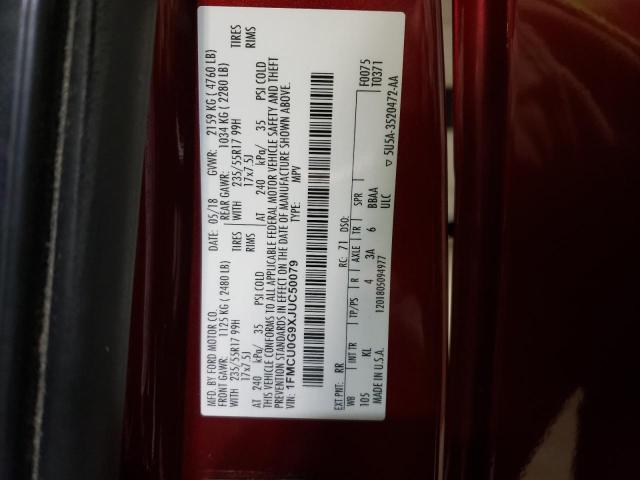 MFD. BY FORD MOTOR CO.
DATE: 05/18 GVWR: 2159 KG ( 4760 LB)
FRONT GAWR: 1125 KG ( 2480 LB) REAR GAWR: 1034 KG ( 2280 LB)
WITH 235/55R17 99H TIRES WITH 235/55R17 99H TIRES
17x7.5J RIMS 17x7.5J RIMS
AT 240 kPa/ 35 PSI COLD AT 240 kPa/ 35 PSI COLD
THIS VEHICLE CONFORMS TO ALL APPLICABLE FEDERAL MOTOR VEHICLE SAFETY AND THEFT
PREVENTION STANDARDS IN EFFECT ON THE DATE OF MANUFACTURE SHOWN ABOVE.
VIN: 1FMCU0G9XJUC50079 TYPE: MPV
F0075
T0371
EXT PNT: RR RC: 71 DSO:
WB INT TR TP/PS R AXLE TR SPR
105 KL 4 3A 6 BBAA
ULC
MADE IN U.S.A. 1201805094977 ▽ 5U5A-3520472-AA